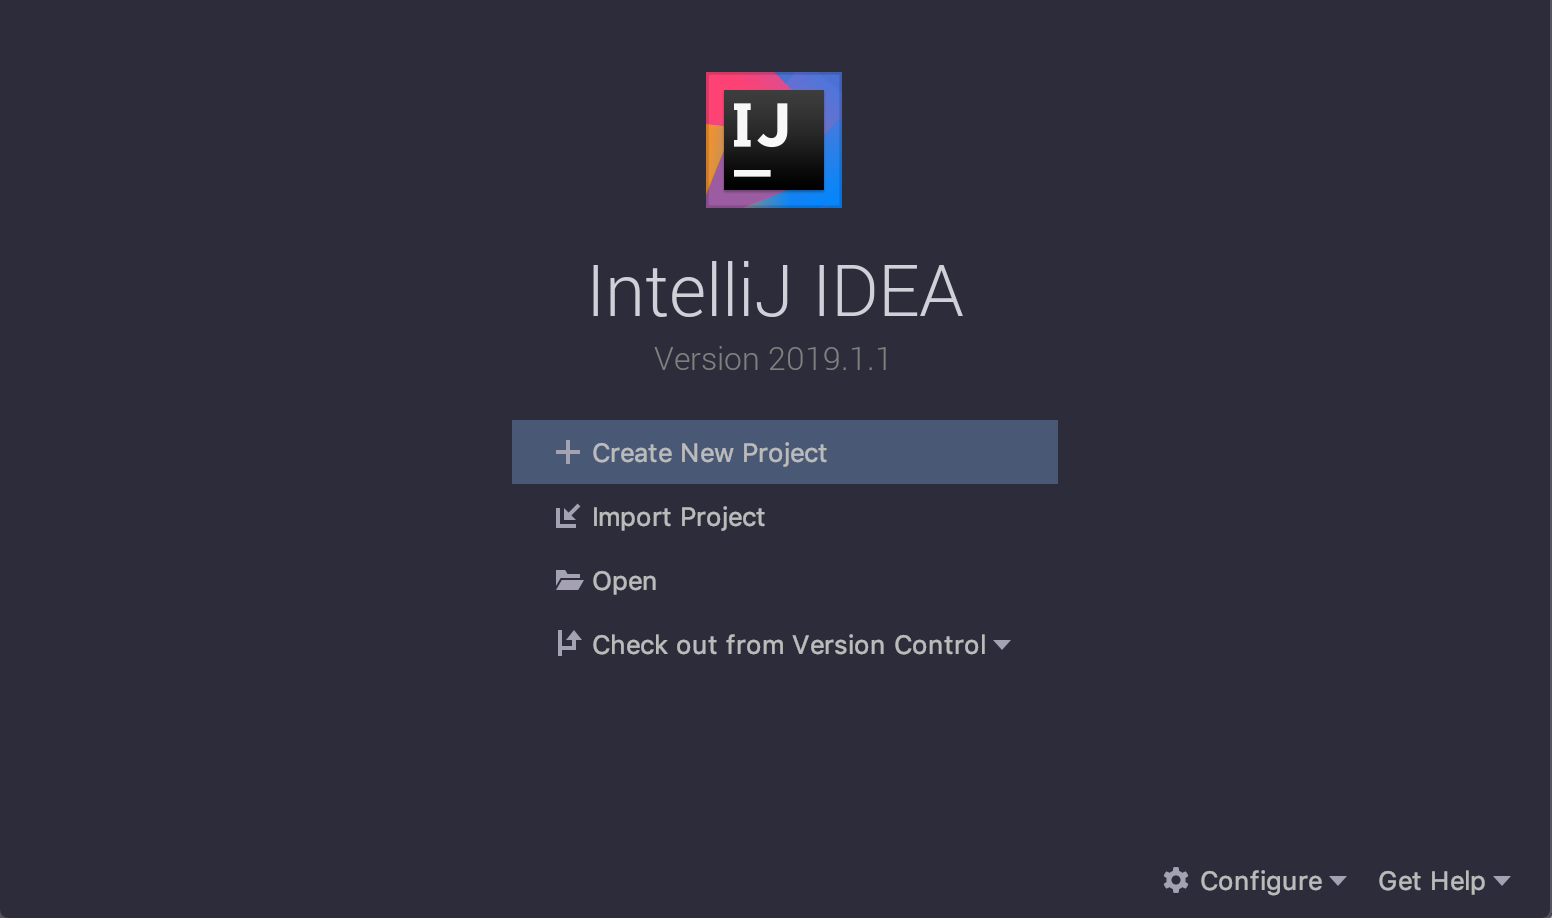 IJ
IntelliJ IDEA
Version 2019.1.1
Create New Project
Import Project
Open
Check out from Version Control
Configure
Get Help